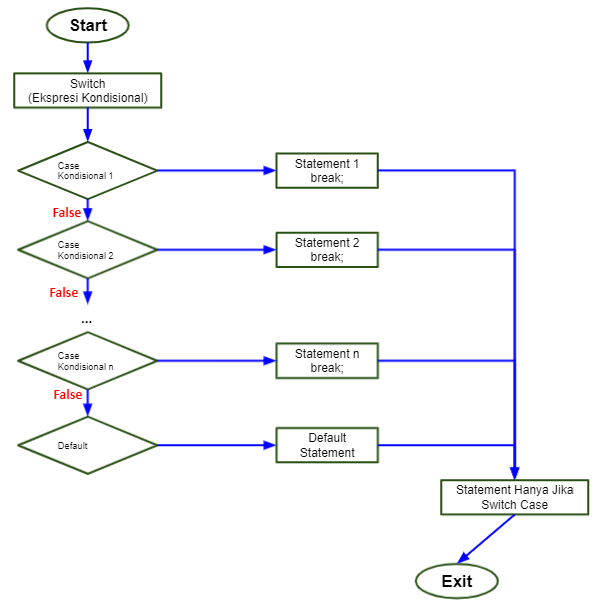 Start
Switch
(Ekspresi Kondisional)
Case
Kondisional 1
Statement 1
break;
False
Case
Kondisional 2
Statement 2
break;
False
...
Case
Kondisional n
Statement n
break;
False
Default
Default
Statement
Statement Hanya Jika
Switch Case
Exit